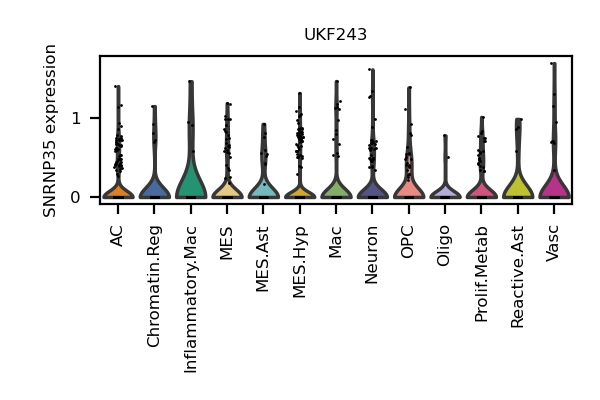 UKF243
SNRNP35 expression
1
0
AC
Chromatin.Reg
Inflammatory.Mac
MES
MES.Ast
MES.Hyp
Mac
Neuron
OPC
Oligo
Prolif.Metab
Reactive.Ast
Vasc